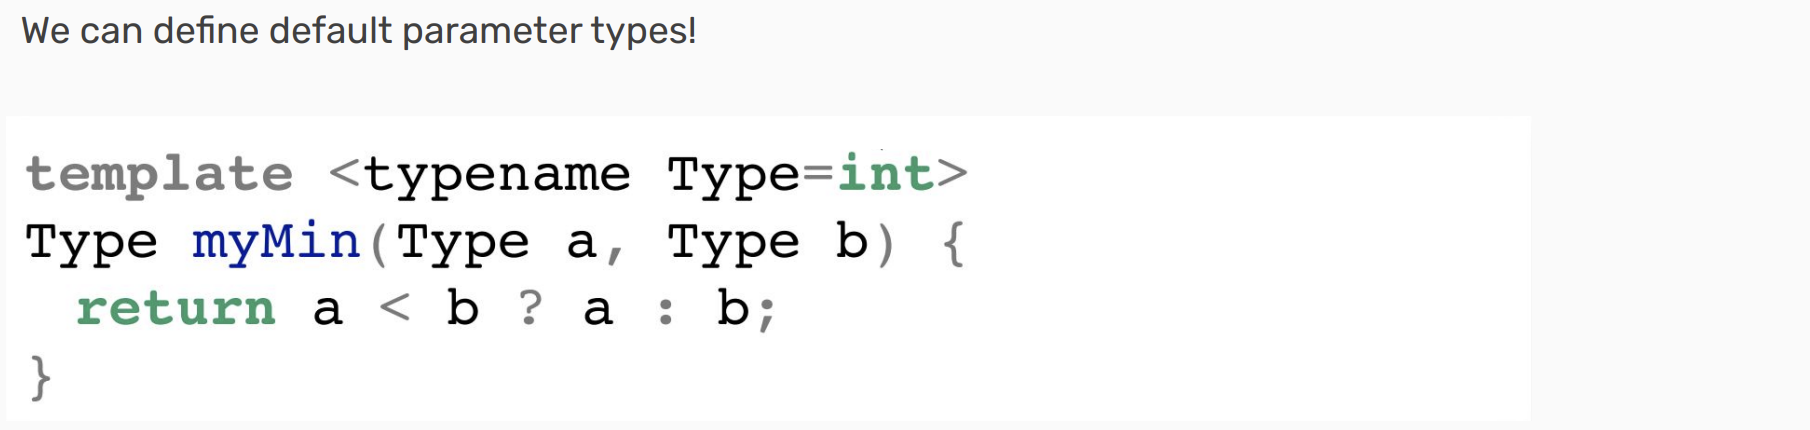 We can define default parameter types!
template <typename Type=int>
Type myMin(Type a, Type b) {
  return a < b ? a : b;
}